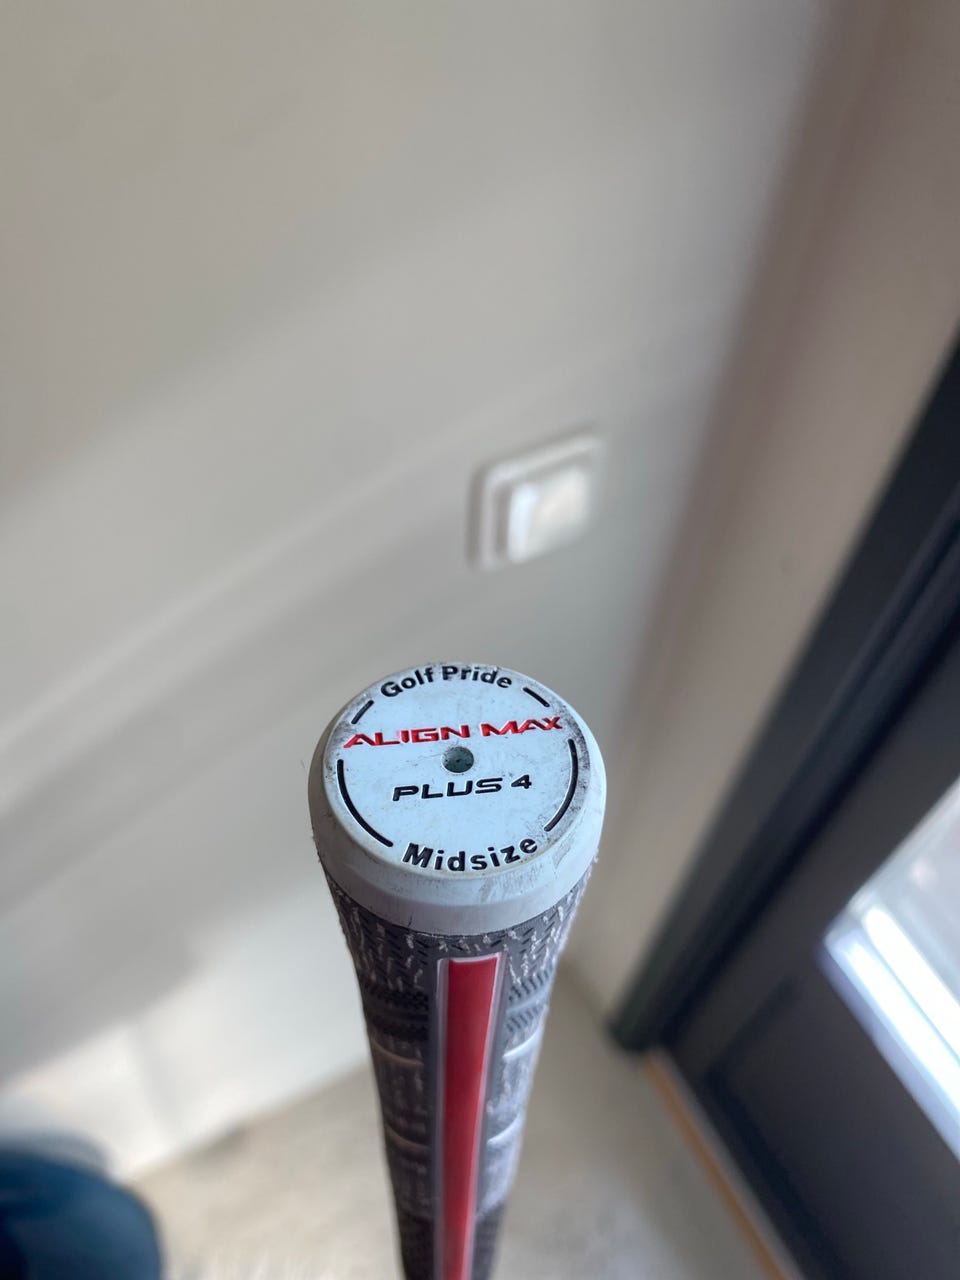 Golf Pride
ALIGN MAX
PLUS 4
Midsize